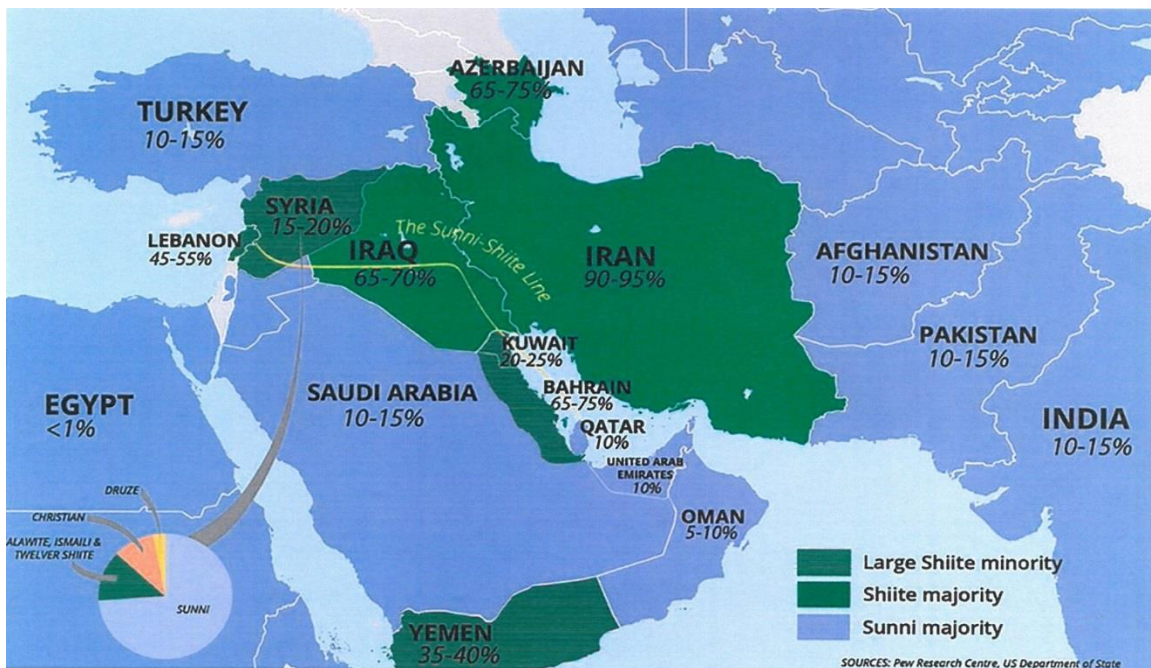 AZERBAIJAN
65-75%
TURKEY
10-15%
SYRIA
15-20%
The Sunni-Shiite Line
LEBANON
45-55%
IRAQ
65-70%
IRAN
90-95%
AFGHANISTAN
10-15%
PAKISTAN
10-15%
KUWAIT
20-25%
BAHRAIN
65-75%
SAUDI ARABIA
10-15%
EGYPT
<1%
QATAR
10%
INDIA
10-15%
UNITED ARAB
EMIRATES
10%
OMAN
5-10%
DRUZE
CHRISTIAN
ALAWITE, ISMAILI &
TWELVER SHIITE
SUNNI
YEMEN
35-40%
Large Shiite minority
Shiite majority
Sunni majority
SOURCES: Pew Research Centre, US Department of State